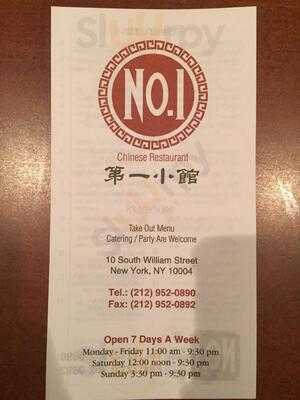 NO.1
Chinese Restaurant
第一小館
Take Out Menu
Catering / Party Are Welcome
10 South William Street
New York, NY 10004
Tel.: (212) 952-0890
Fax: (212) 952-0892
Open 7 Days A Week
Monday - Friday 11:00 am - 9:30 pm
Saturday 12:00 noon - 9:30 pm
Sunday 3:30 pm - 9:30 pm